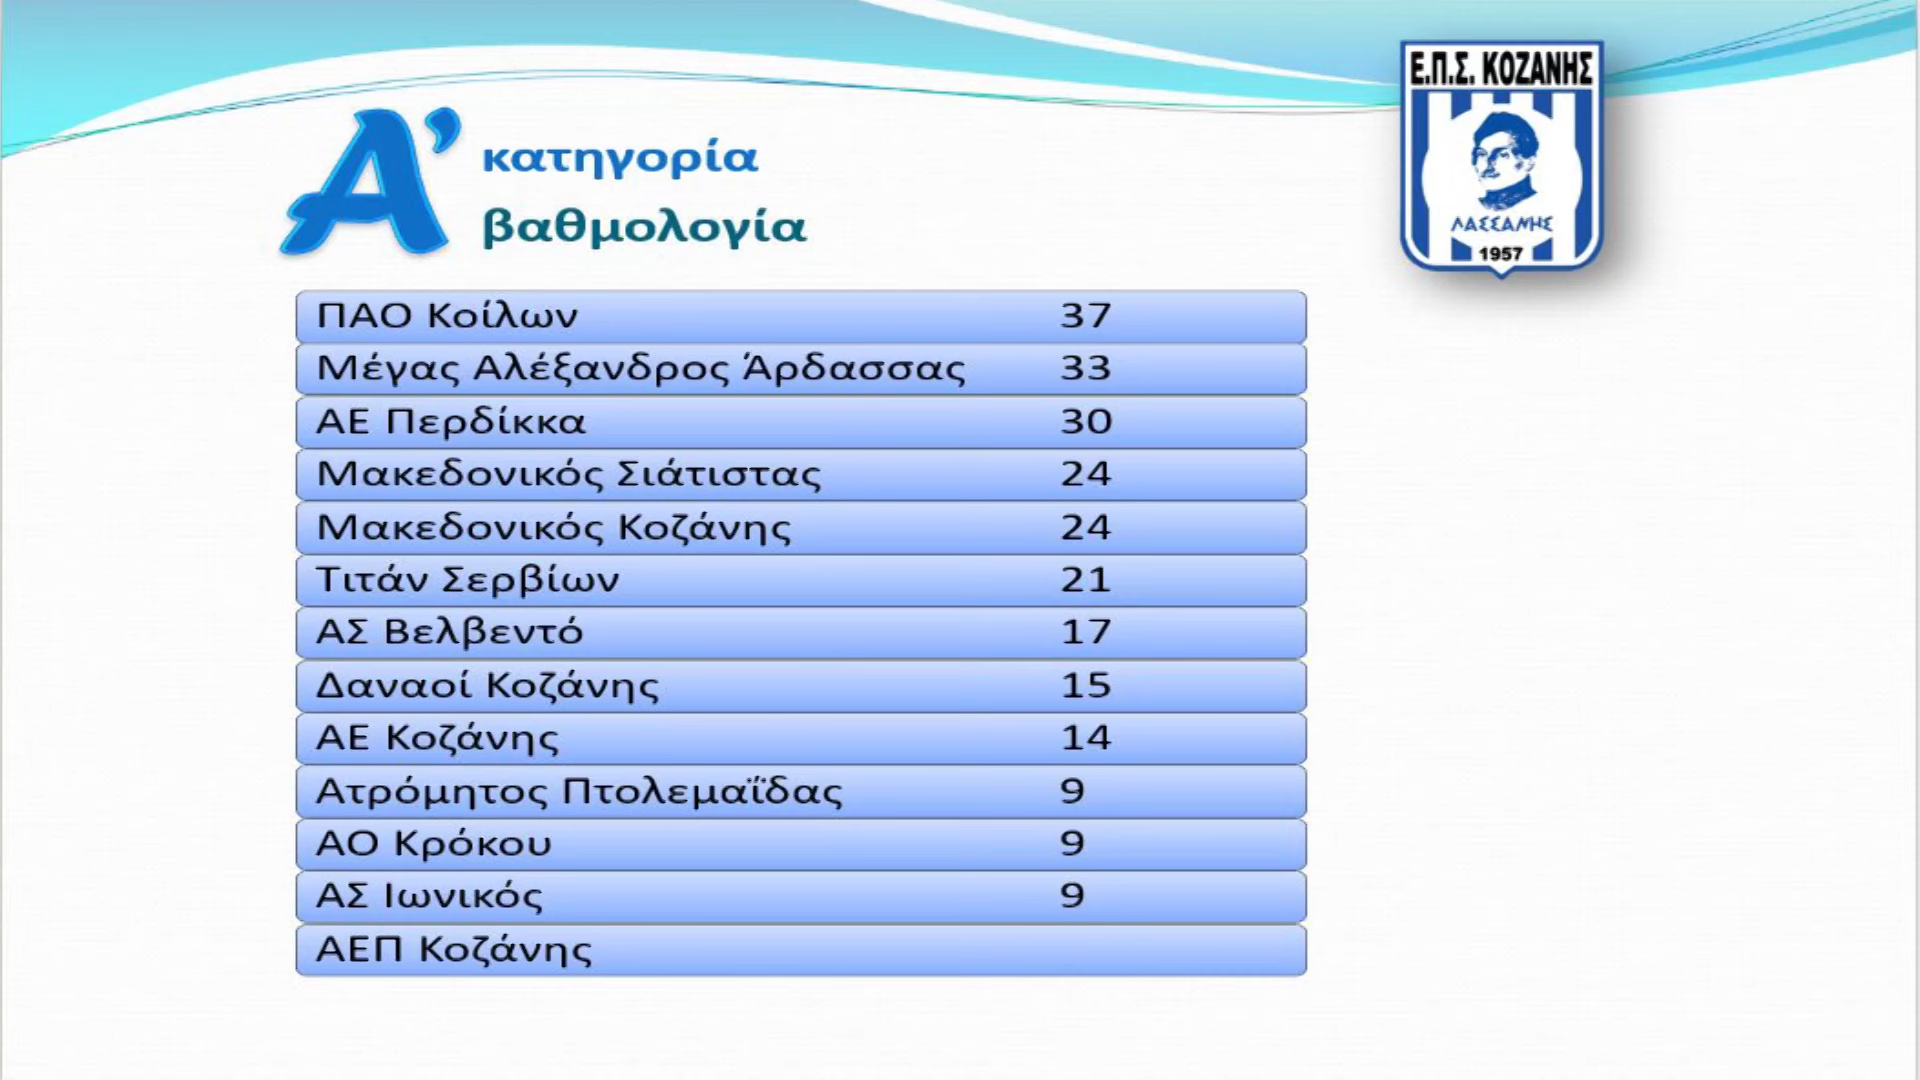 Ε.Π.Σ. ΚΟΖΑΝΗΣ
ΛΑΣΣΑΝΗΣ
1957
Α' κατηγορία
βαθμολογία
ΠΑΟ Κοίλων 37
Μέγας Αλέξανδρος Άρδασσας 33
ΑΕ Περδίκκα 30
Μακεδονικός Σιάτιστας 24
Μακεδονικός Κοζάνης 24
Τιτάν Σερβίων 21
ΑΣ Βελβεντό 17
Δαναοί Κοζάνης 15
ΑΕ Κοζάνης 14
Ατρόμητος Πτολεμαΐδας 9
ΑΟ Κρόκου 9
ΑΣ Ιωνικός 9
ΑΕΠ Κοζάνης